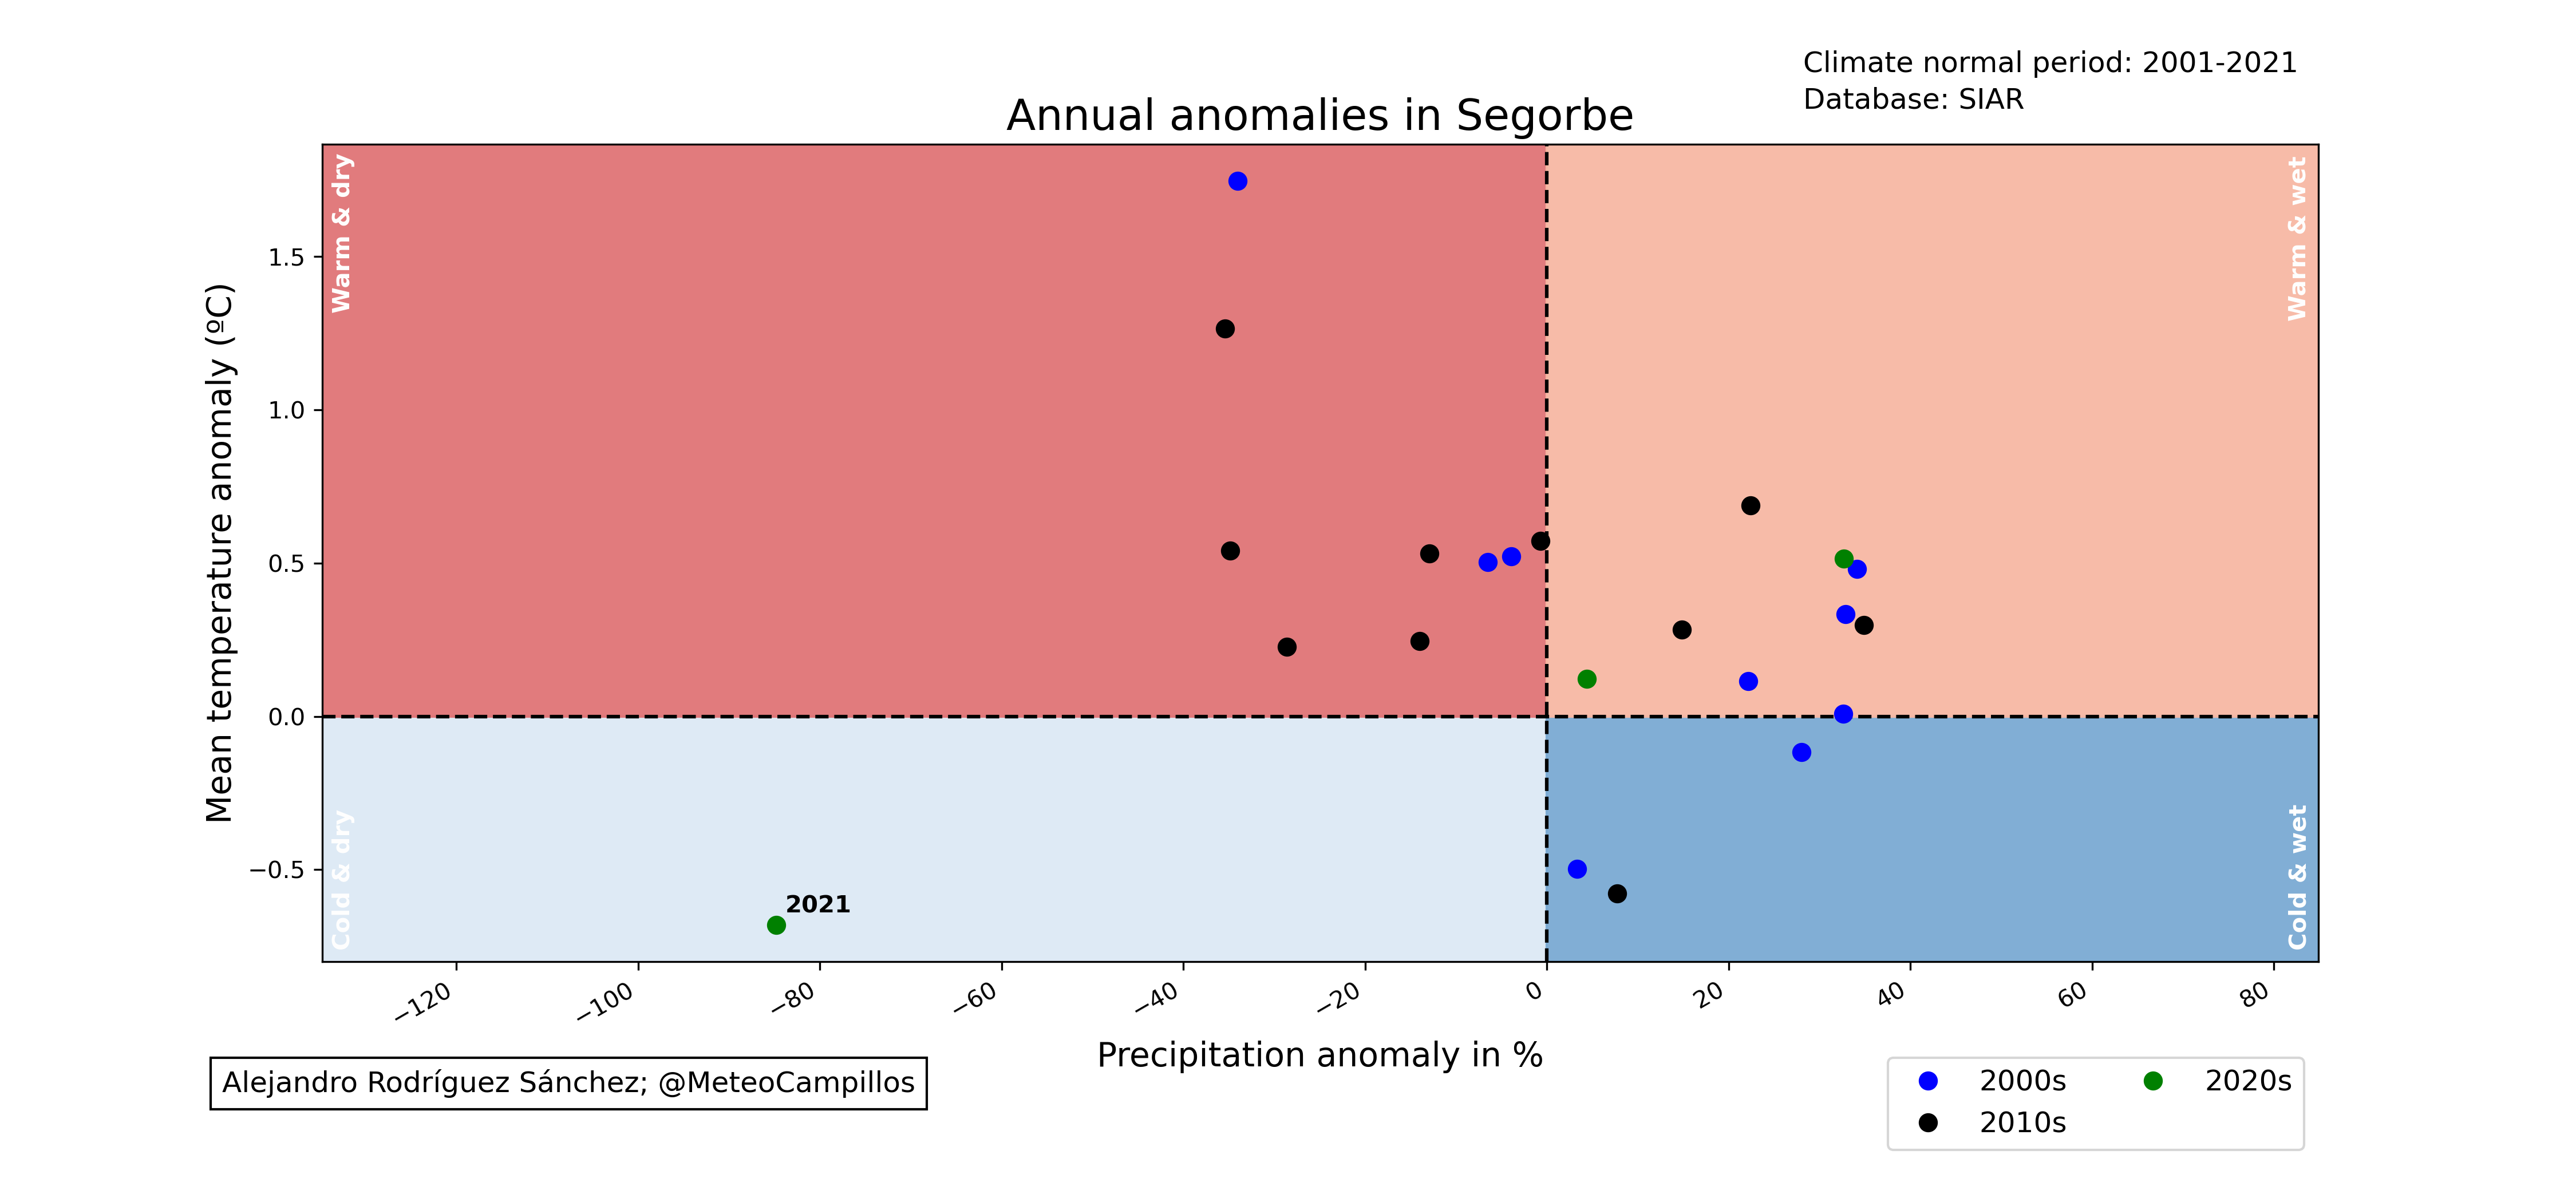 Climate normal period: 2001-2021
Database: SIAR
Annual anomalies in Segorbe
Warm & dry
Warm & wet
1.5
1.0
0.5
0.0
−0.5
Mean temperature anomaly (ºC)
Cold & dry
Cold & wet
2021
−120
−100
−80
−60
−40
−20
0
20
40
60
80
Precipitation anomaly in %
Alejandro Rodríguez Sánchez; @MeteoCampillos
2000s
2010s
2020s